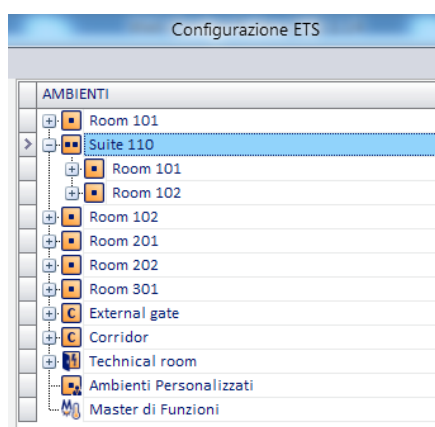 Configurazione ETS
AMBIENTI
Room 101
Suite 110
Room 101
Room 102
Room 102
Room 201
Room 202
Room 301
C External gate
C Corridor
Technical room
Ambienti Personalizzati
Master di Funzioni